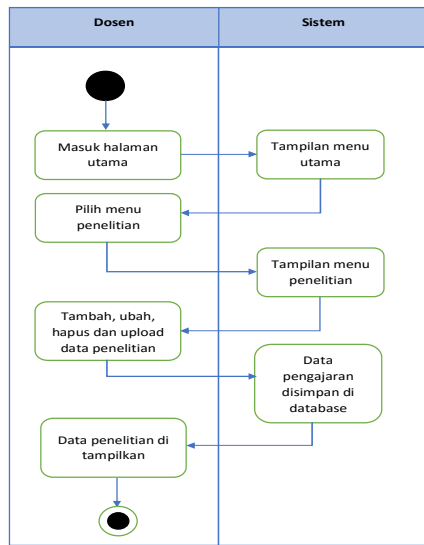 Dosen
Sistem
Masuk halaman
utama
Tampilan menu
utama
Pilih menu
penelitian
Tampilan menu
penelitian
Tambah, ubah,
hapus dan upload
data penelitian
Data
pengajaran
disimpan di
database
Data penelitian di
tampilkan